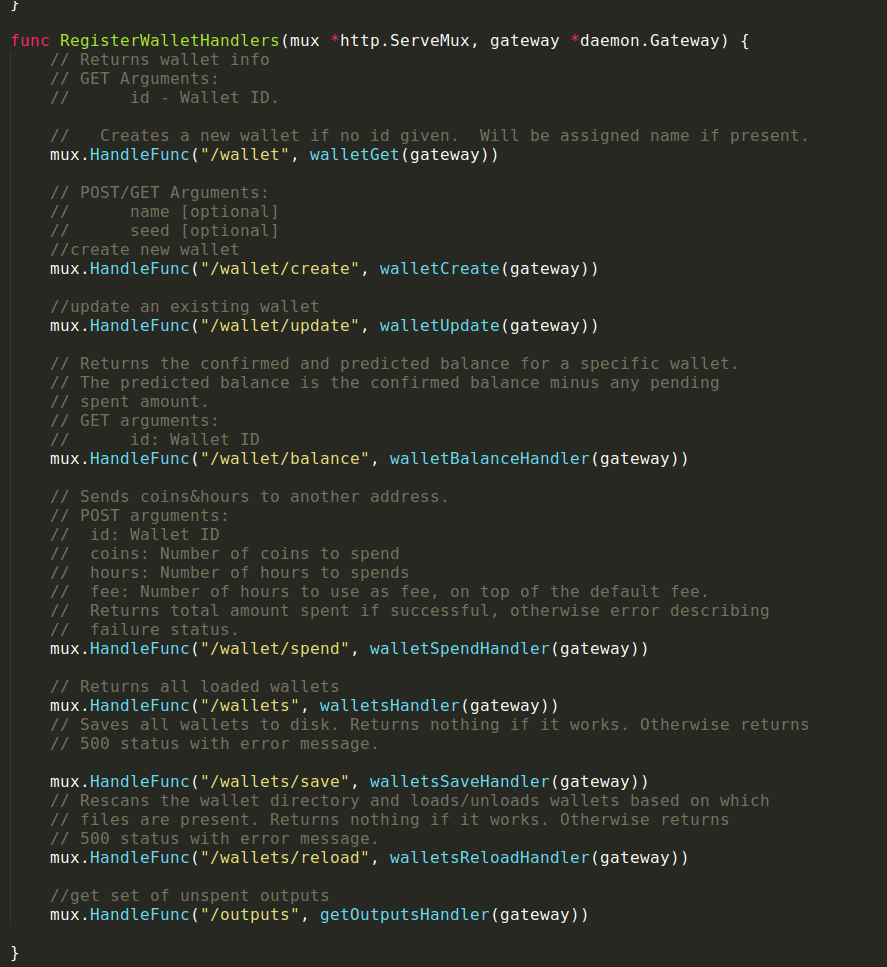 }
func RegisterWalletHandlers(mux *http.ServeMux, gateway *daemon.Gateway) {
    // Returns wallet info
    // GET Arguments:
    //      id - Wallet ID.
    //   Creates a new wallet if no id given.  Will be assigned name if present.
    mux.HandleFunc("/wallet", walletGet(gateway))
    // POST/GET Arguments:
    //      name [optional]
    //      seed [optional]
    //create new wallet
    mux.HandleFunc("/wallet/create", walletCreate(gateway))
    //update an existing wallet
    mux.HandleFunc("/wallet/update", walletUpdate(gateway))
    // Returns the confirmed and predicted balance for a specific wallet.
    // The predicted balance is the confirmed balance minus any pending
    // spent amount.
    // GET arguments:
    //      id: Wallet ID
    mux.HandleFunc("/wallet/balance", walletBalanceHandler(gateway))
    // Sends coins&hours to another address.
    // POST arguments:
    //  id: Wallet ID
    //  coins: Number of coins to spend
    //  hours: Number of hours to spends
    //  fee: Number of hours to use as fee, on top of the default fee.
    //  Returns total amount spent if successful, otherwise error describing
    //  failure status.
    mux.HandleFunc("/wallet/spend", walletSpendHandler(gateway))
    // Returns all loaded wallets
    mux.HandleFunc("/wallets", walletsHandler(gateway))
    // Saves all wallets to disk. Returns nothing if it works. Otherwise returns
    // 500 status with error message.
    mux.HandleFunc("/wallets/save", walletsSaveHandler(gateway))
    // Rescans the wallet directory and loads/unloads wallets based on which
    // files are present. Returns nothing if it works. Otherwise returns
    // 500 status with error message.
    mux.HandleFunc("/wallets/reload", walletsReloadHandler(gateway))
    //get set of unspent outputs
    mux.HandleFunc("/outputs", getOutputsHandler(gateway))
}